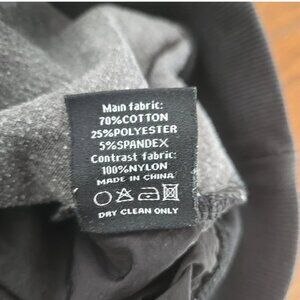 Main fabric:
70%COTTON
25%POLYESTER
5%SPANDEX
Contrast fabric:
100%NYLON
MADE IN CHINA
DRY CLEAN ONLY